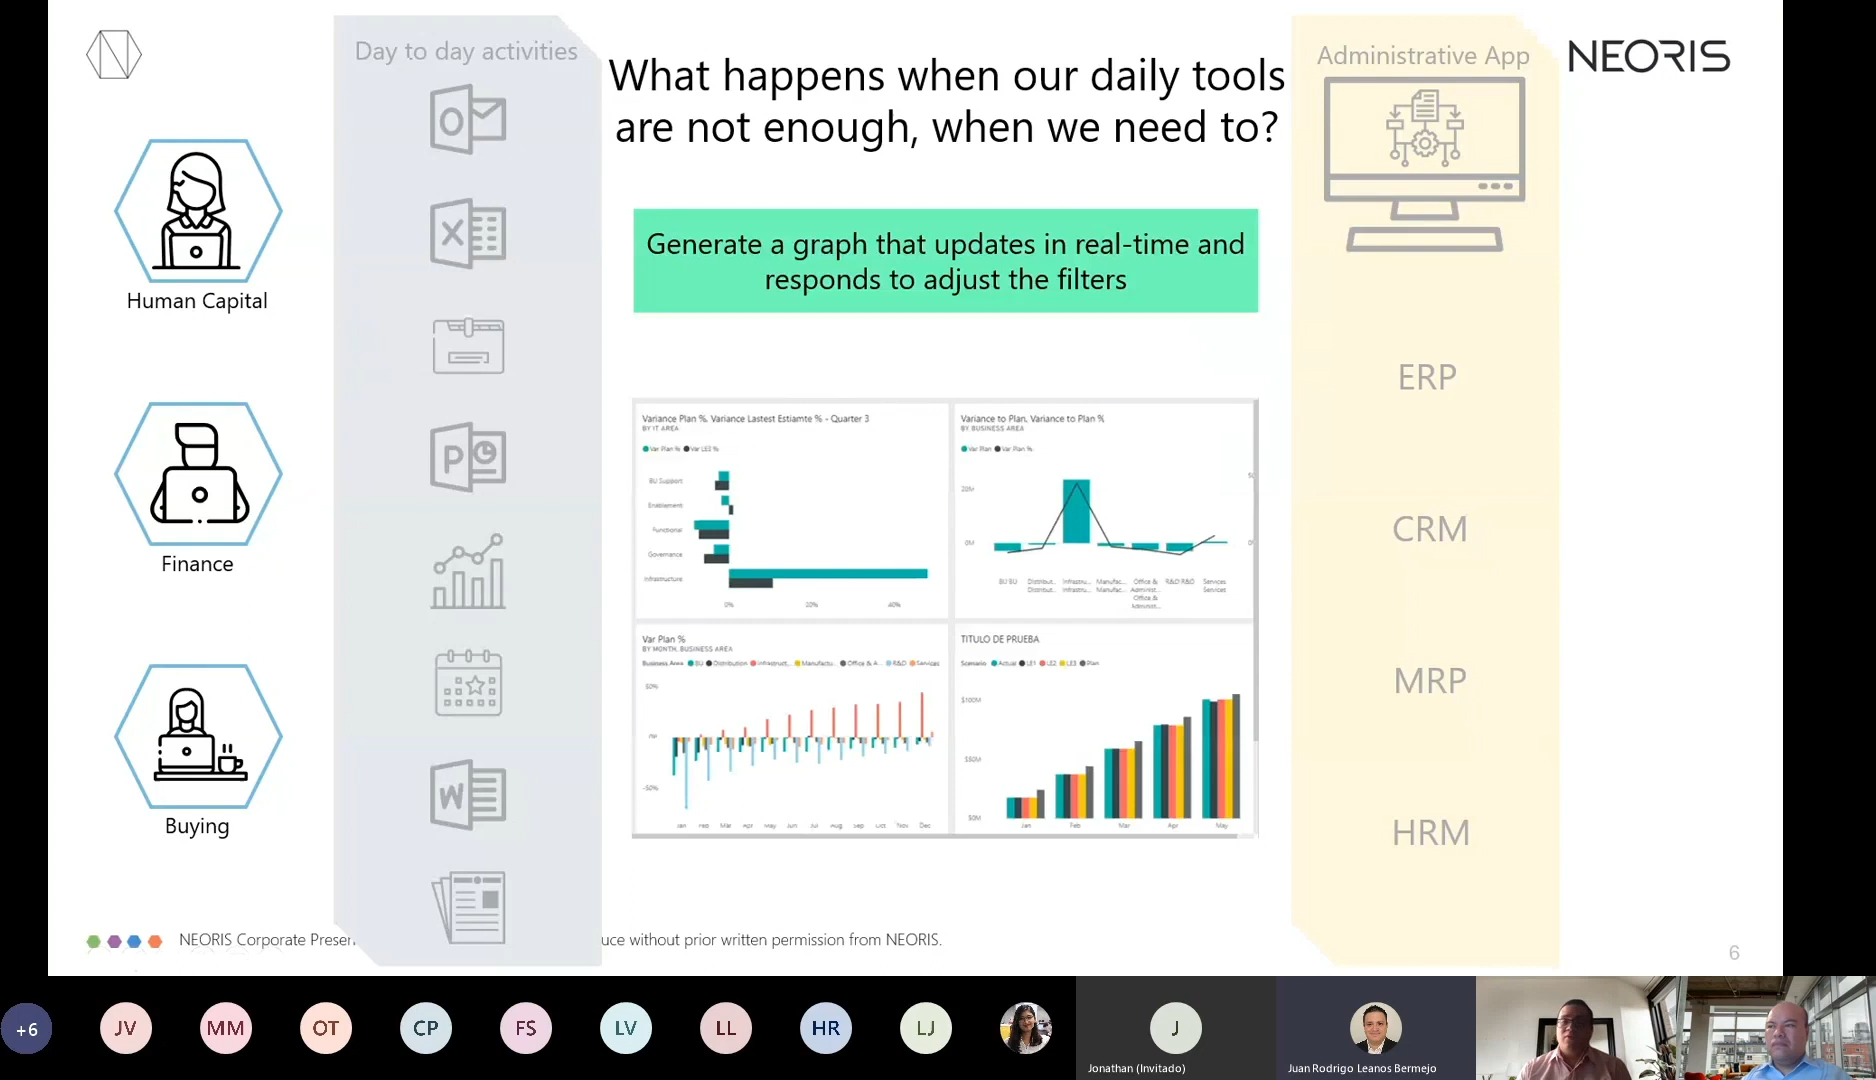 Day to day activities
What happens when our daily tools
are not enough, when we need to?
Administrative App
NEORIS
Human Capital
Finance
Buying
Generate a graph that updates in real-time and
responds to adjust the filters
Variance Plan %, Variance Lastest Estiamte % - Quarter 3
BY IT AREA
Var Plan % Var LE3 %
BU Support
Enablement
Functional
Governance
Infrastructure
0% 20% 40%
Variance to Plan, Variance to Plan %
BY BUSINESS AREA
Var Plan Var Plan %
20M
0M
BU BU Distribut... Infrastru... Manufac... Office & R&D R&D Services
Distribut... Infrastru... Manufac... Administ... Services
Office &
Administ...
Var Plan %
BY MONTH, BUSINESS AREA
Business Area BU Distribution Infrastruct... Manufactu... Office & A... R&D Services
50%
0%
-50%
Jan Feb Mar Apr May Jun Jul Aug Sep Oct Nov Dec
TITULO DE PRUEBA
Scenario Actual LE1 LE2 LE3 Plan
$100M
$50M
$0M
Jan Feb Mar Apr May
ERP
CRM
MRP
HRM
O
X
P
W
NEORIS Corporate Presen
uce without prior written permission from NEORIS.
6
+6
JV
MM
OT
CP
FS
LV
LL
HR
LJ
J
Jonathan (Invitado)
Juan Rodrigo Leanos Bermejo